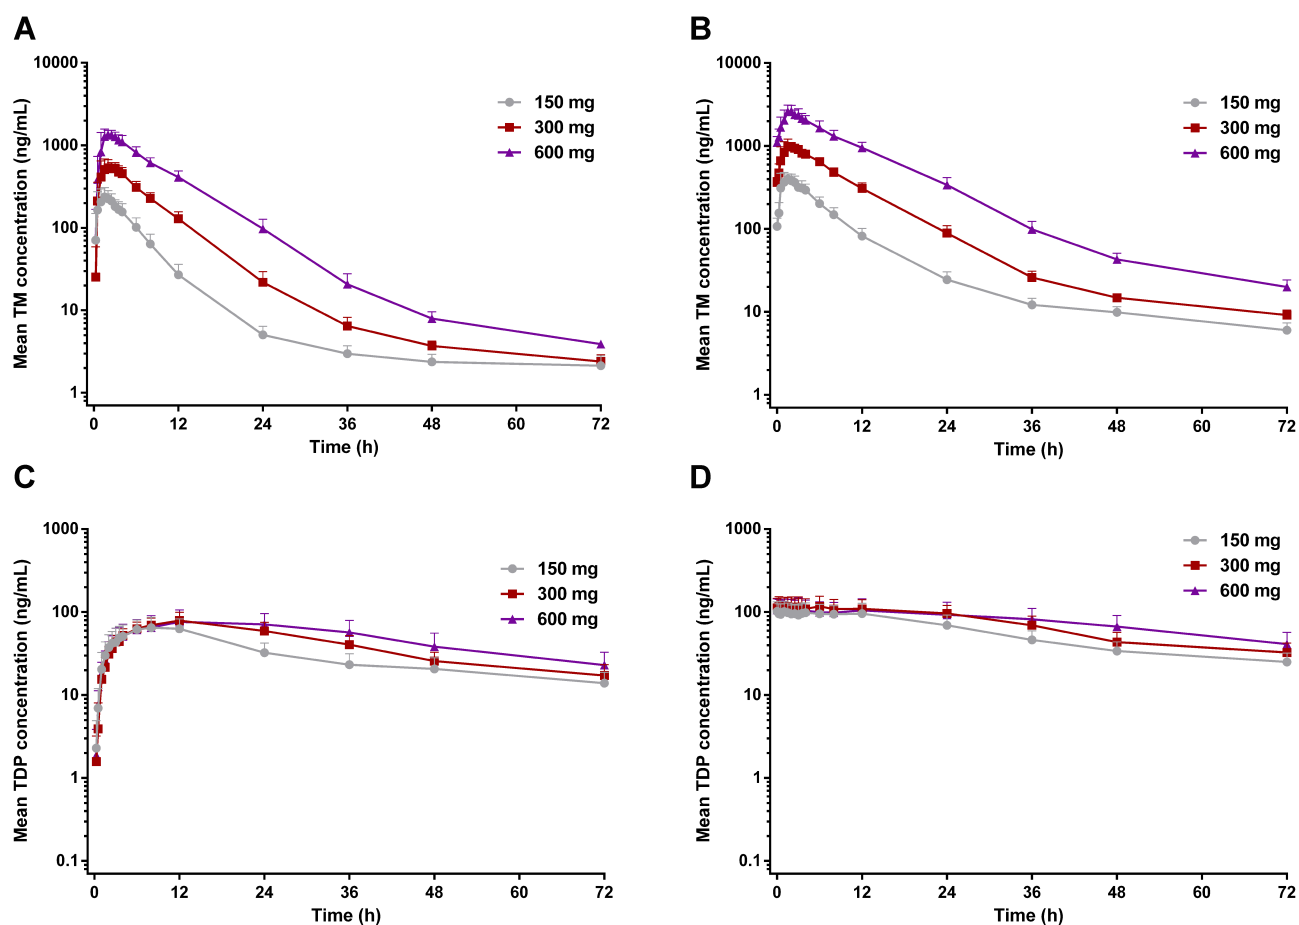 A
Mean TM concentration (ng/mL)
10000
1000
100
10
1
150 mg
300 mg
600 mg
0 12 24 36 48 60 72
Time (h)
B
Mean TM concentration (ng/mL)
10000
1000
100
10
1
150 mg
300 mg
600 mg
0 12 24 36 48 60 72
Time (h)
C
Mean TDP concentration (ng/mL)
1000
100
10
1
0.1
150 mg
300 mg
600 mg
0 12 24 36 48 60 72
Time (h)
D
Mean TDP concentration (ng/mL)
1000
100
10
1
0.1
150 mg
300 mg
600 mg
0 12 24 36 48 60 72
Time (h)